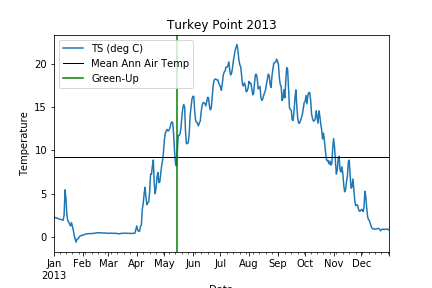 Turkey Point 2013
TS (deg C)
Mean Ann Air Temp
Green-Up
Temperature
20
15
10
5
0
Jan Feb Mar Apr May Jun Jul Aug Sep Oct Nov Dec
2013